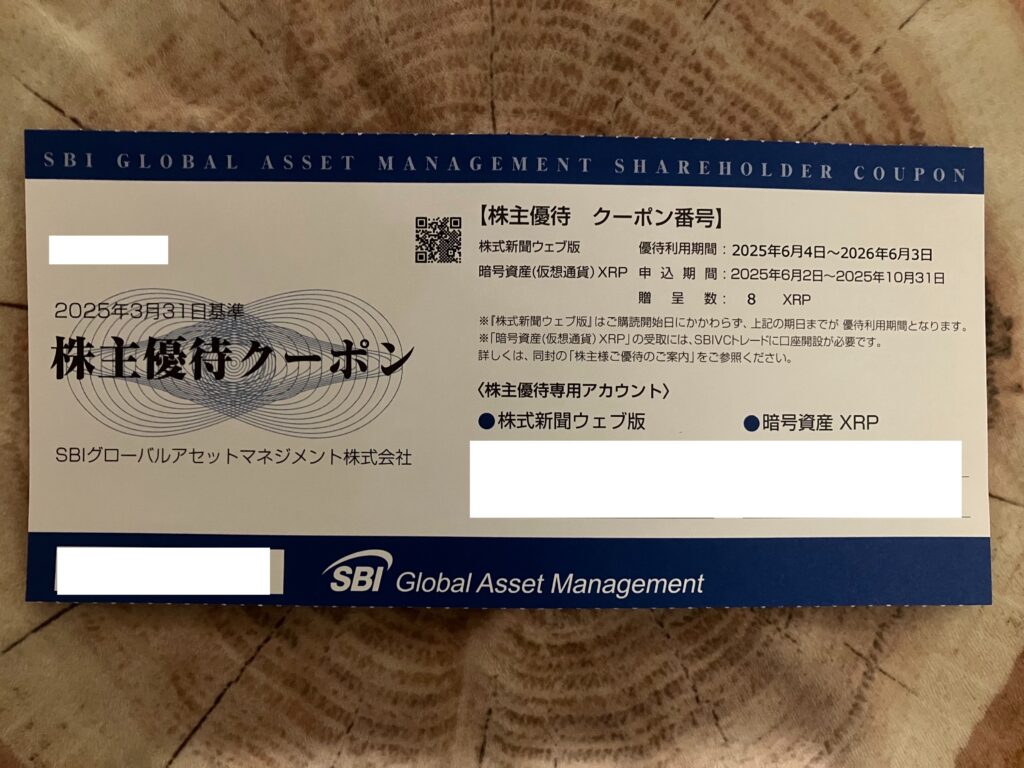 SBI GLOBAL ASSET MANAGEMENT SHAREHOLDER COUPON
2025年3月31日基準
株主優待クーポン
SBIグローバルアセットマネジメント株式会社
【株主優待 クーポン番号】
株式新聞ウェブ版 優待利用期間：2025年6月4日～2026年6月3日
暗号資産(仮想通貨)XRP 申込期間：2025年6月2日～2025年10月31日
贈呈数：8 XRP
※『株式新聞ウェブ版』はご購読開始日にかかわらず、上記の期日までが 優待利用期間となります。
※「暗号資産(仮想通貨)XRP」の受取には、SBIVCトレードに口座開設が必要です。
詳しくは、同封の「株主様ご優待のご案内」をご参照ください。
〈株主優待専用アカウント〉
●株式新聞ウェブ版 ●暗号資産 XRP
SBI Global Asset Management